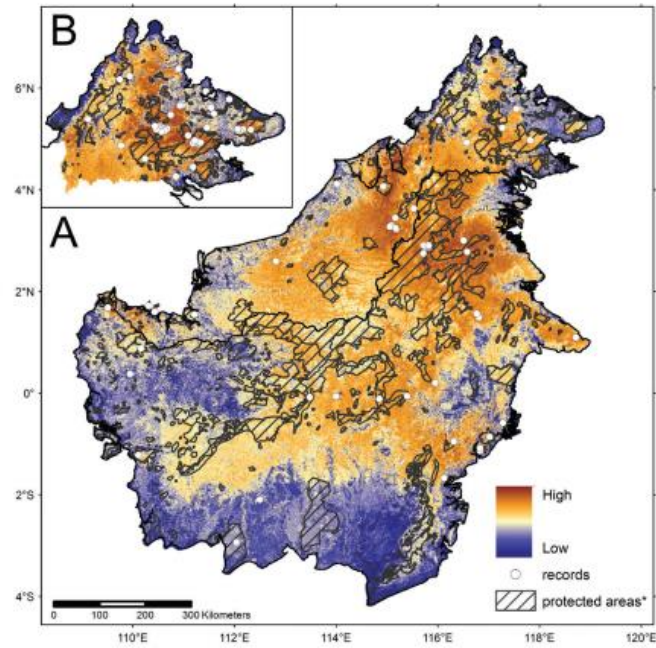 B
A
6°N
4°N
2°N
0°
2°S
4°S
High
Low
records
protected areas*
0 100 200 300 Kilometers
110°E 112°E 114°E 116°E 118°E 120°E